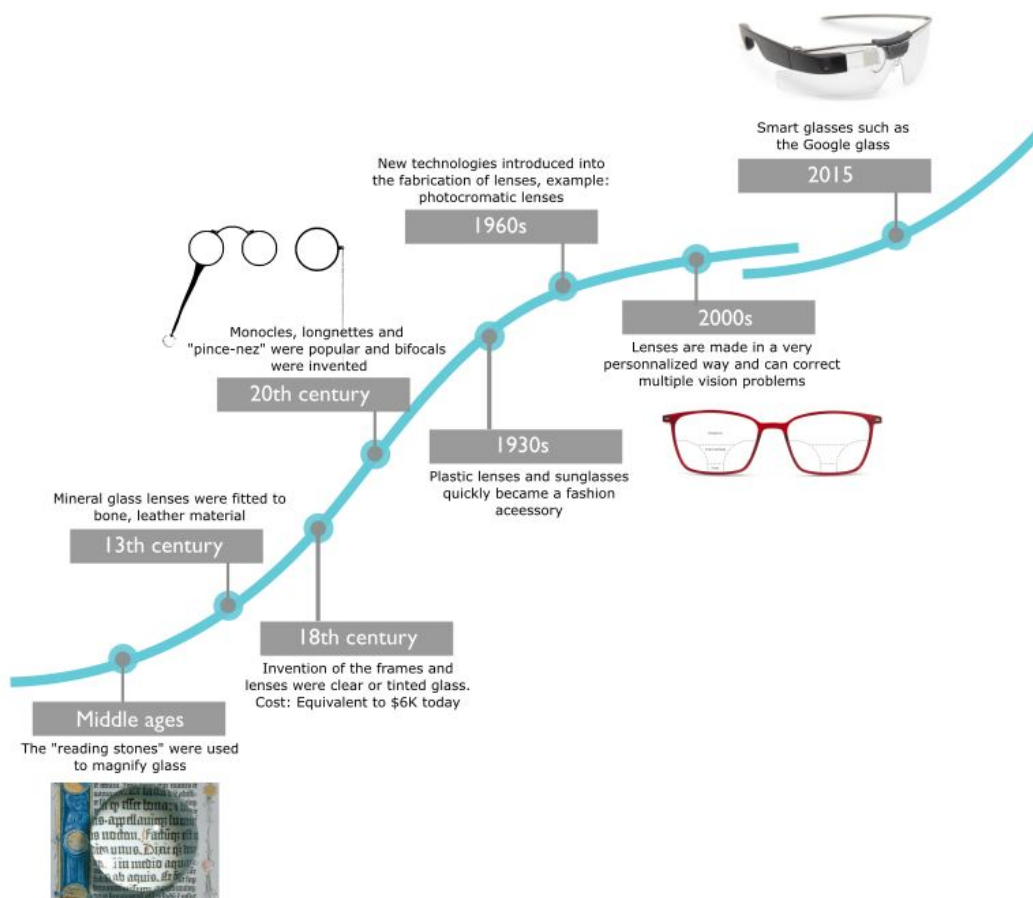 Smart glasses such as
the Google glass
2015
New technologies introduced into
the fabrication of lenses, example:
photocromatic lenses
1960s
2000s
Lenses are made in a very
personnalized way and can correct
multiple vision problems
Monocles, longnettes and
"pince-nez" were popular and bifocals
were invented
20th century
1930s
Plastic lenses and sunglasses
quickly became a fashion
aceessory
Mineral glass lenses were fitted to
bone, leather material
13th century
18th century
Invention of the frames and
lenses were clear or tinted glass.
Cost: Equivalent to $6K today
Middle ages
The "reading stones" were used
to magnify glass